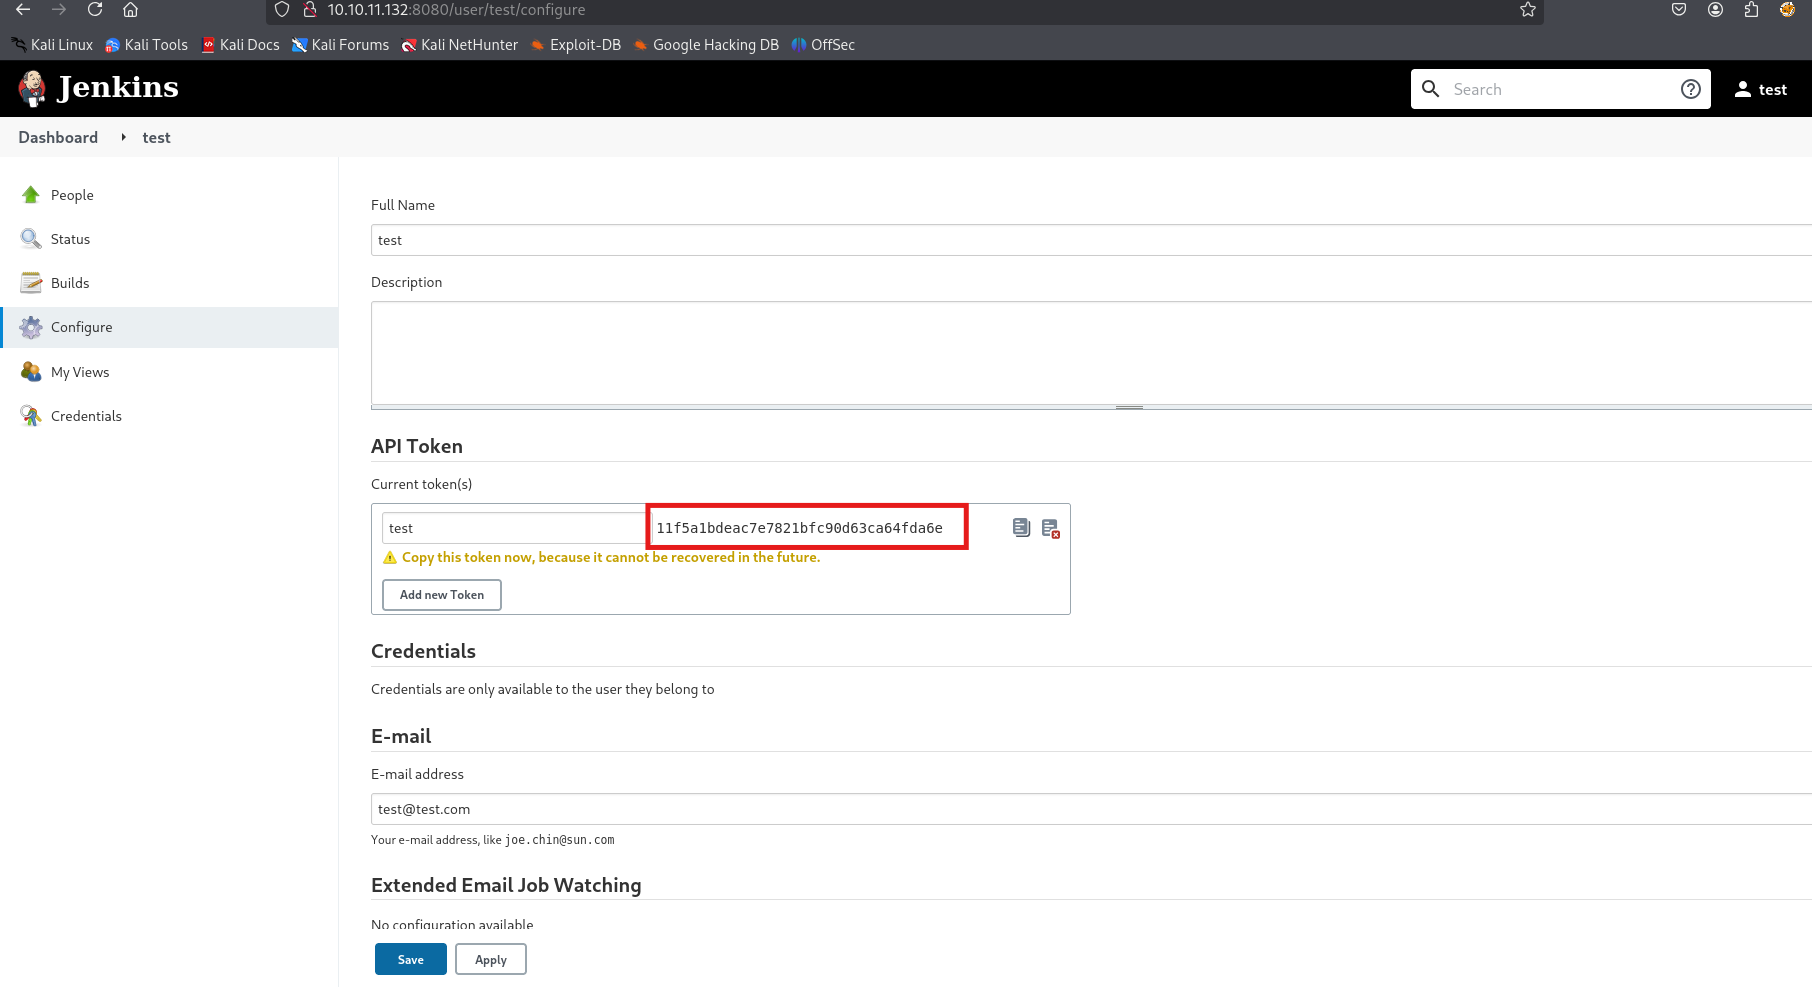 10.10.11.132:8080/user/test/configure
Kali Linux Kali Tools Kali Docs Kali Forums Kali NetHunter Exploit-DB Google Hacking DB OffSec
Jenkins Search test
Dashboard test
People
Status
Builds
Configure
My Views
Credentials
Full Name
test
Description
API Token
Current token(s)
test 11f5a1bdeac7e7821bfc90d63ca64fda6e
Copy this token now, because it cannot be recovered in the future.
Add new Token
Credentials
Credentials are only available to the user they belong to
E-mail
E-mail address
test@test.com
Your e-mail address, like joe.chin@sun.com
Extended Email Job Watching
No configuration available
Save Apply